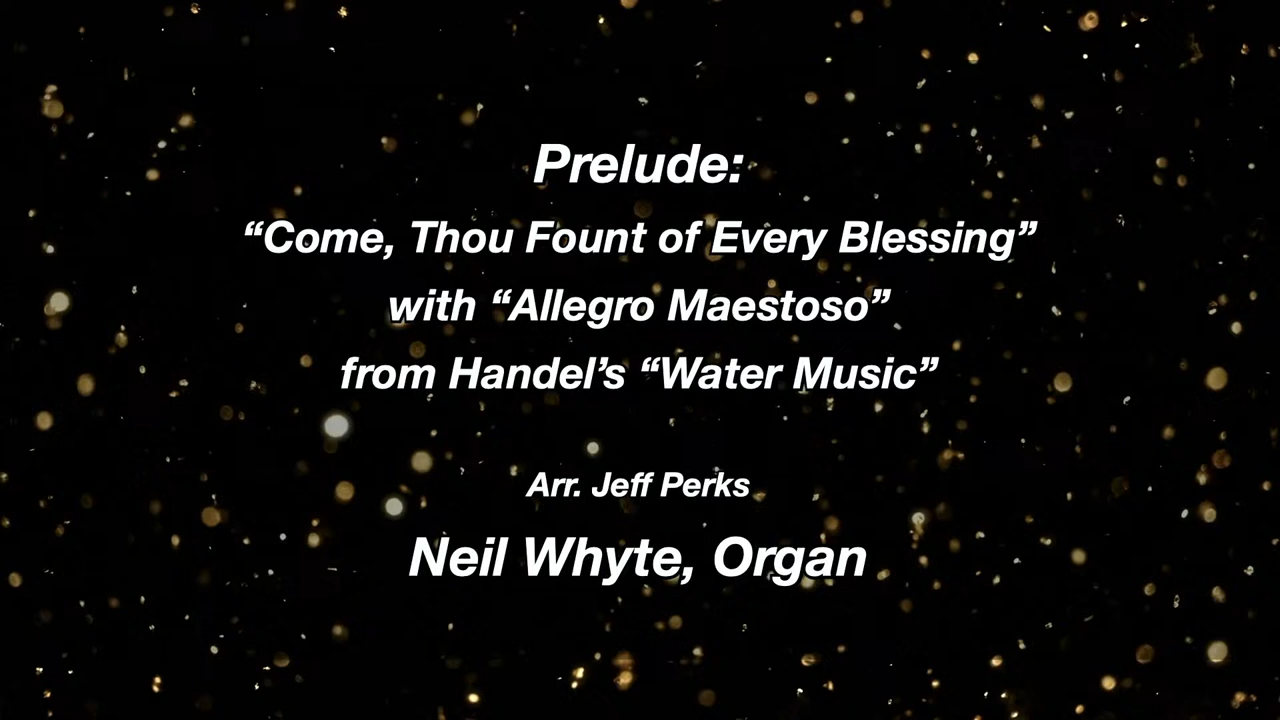 Prelude:
“Come, Thou Fount of Every Blessing”
with “Allegro Maestoso”
from Handel’s “Water Music”
Arr. Jeff Perks
Neil Whyte, Organ